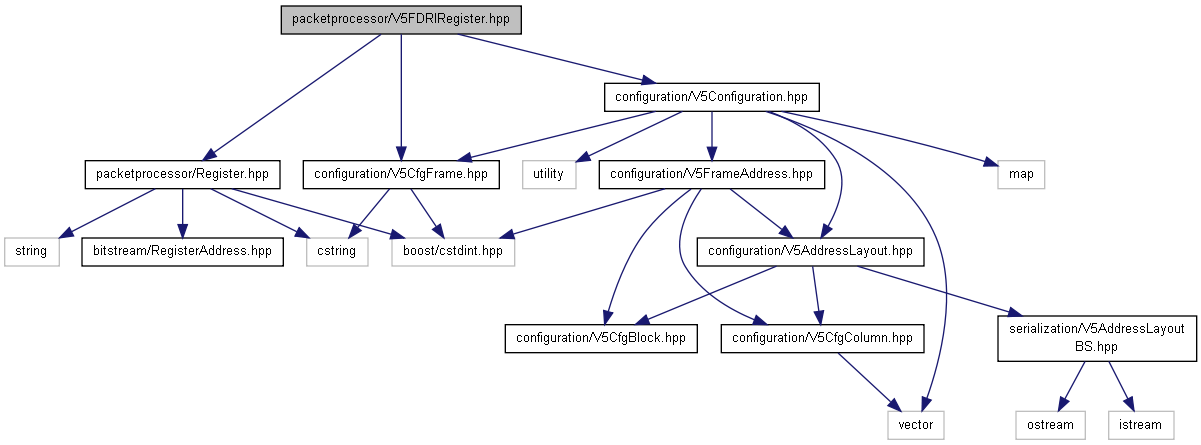 packetprocessor/V5FDRIRegister.hpp
configuration/V5Configuration.hpp
packetprocessor/Register.hpp
configuration/V5CfgFrame.hpp
utility
configuration/V5FrameAddress.hpp
map
string
bitstream/RegisterAddress.hpp
cstring
boost/cstdint.hpp
configuration/V5AddressLayout.hpp
configuration/V5CfgBlock.hpp
configuration/V5CfgColumn.hpp
serialization/V5AddressLayout
BS.hpp
vector
ostream
istream